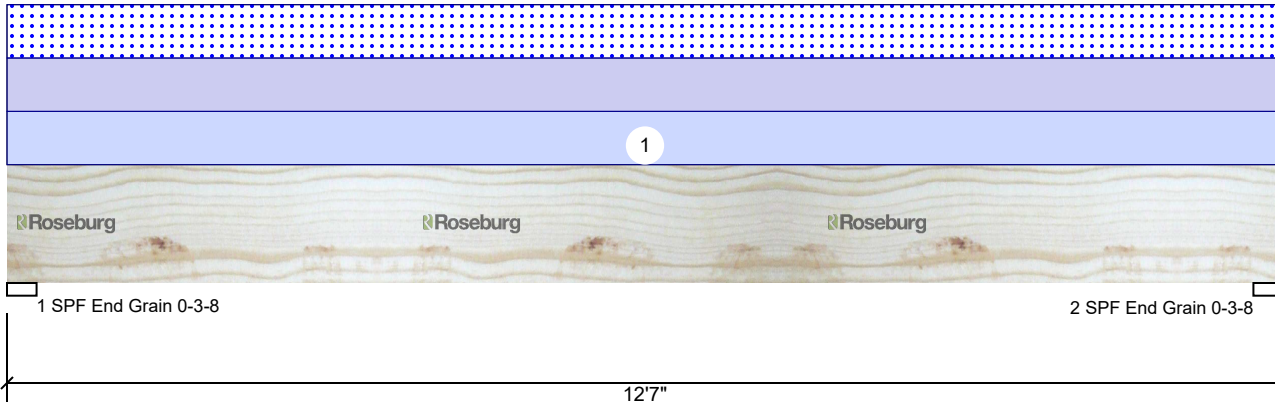 1
Roseburg Roseburg Roseburg
1 SPF End Grain 0-3-8 2 SPF End Grain 0-3-8
12'7"